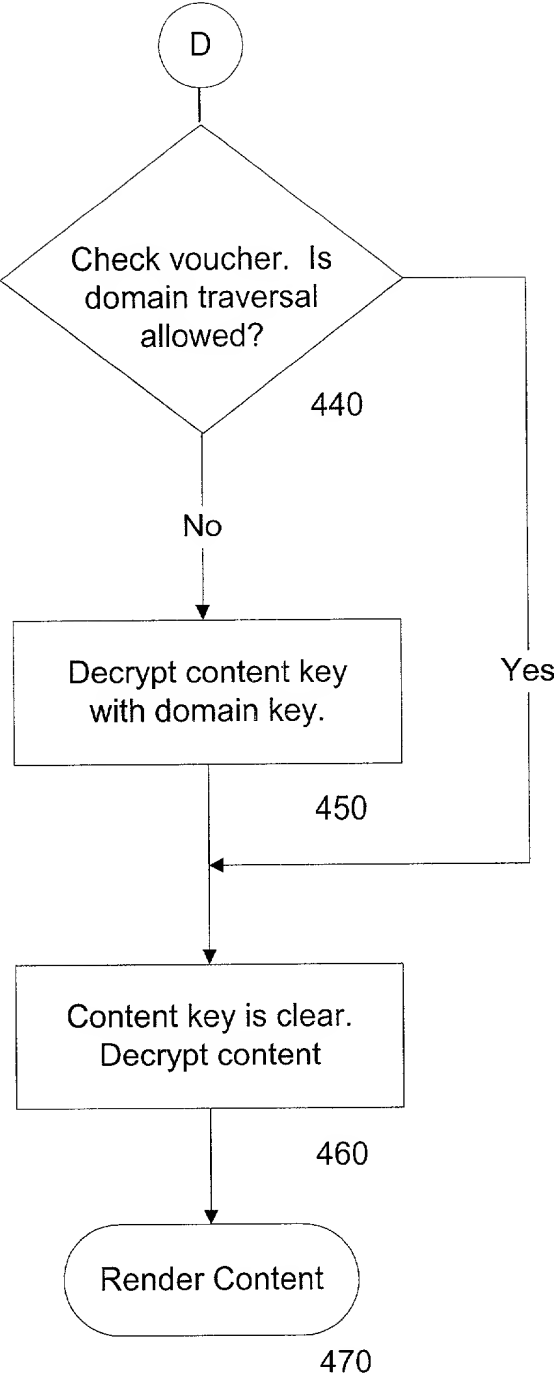 D
Check voucher. Is
domain traversal
allowed?
440
No
Decrypt content key
with domain key.
Yes
450
Content key is clear.
Decrypt content
460
Render Content
470